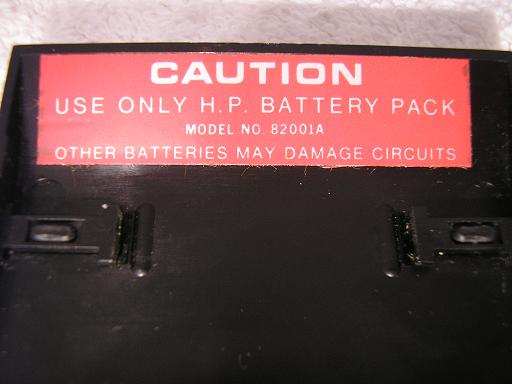 CAUTION
USE ONLY H.P. BATTERY PACK
MODEL NO. 82001A
OTHER BATTERIES MAY DAMAGE CIRCUITS